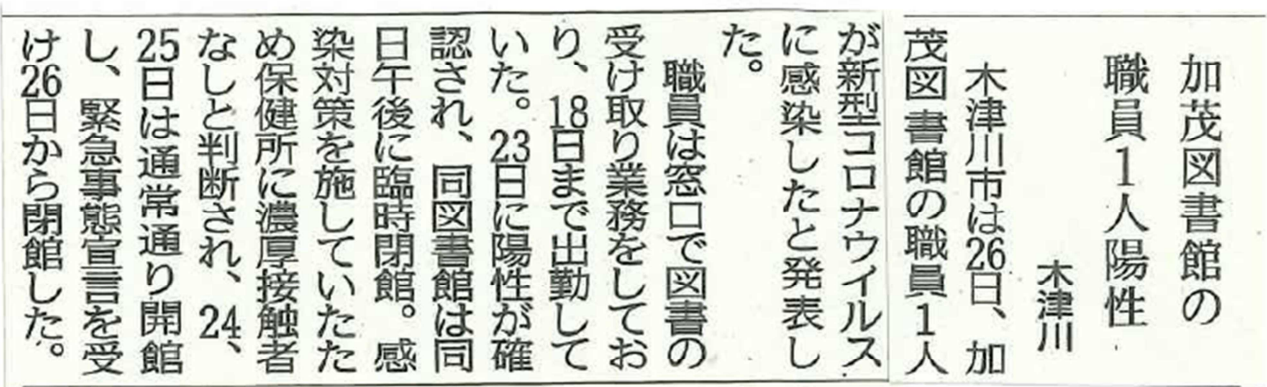 加茂図書館の
職員1人陽性
木津川
木津川市は26日、加
茂図書館の職員1人
が新型コロナウイルス
に感染したと発表し
た。
職員は窓口で図書の
受け取り業務をしてお
り、18日まで出勤して
いた。23日に陽性が確
認され、同図書館は同
日午後に臨時閉館。感
染対策を施していたた
め保健所に濃厚接触者
なしと判断され、24、
25日は通常通り開館
し、緊急事態宣言を受
け26日から閉館した。